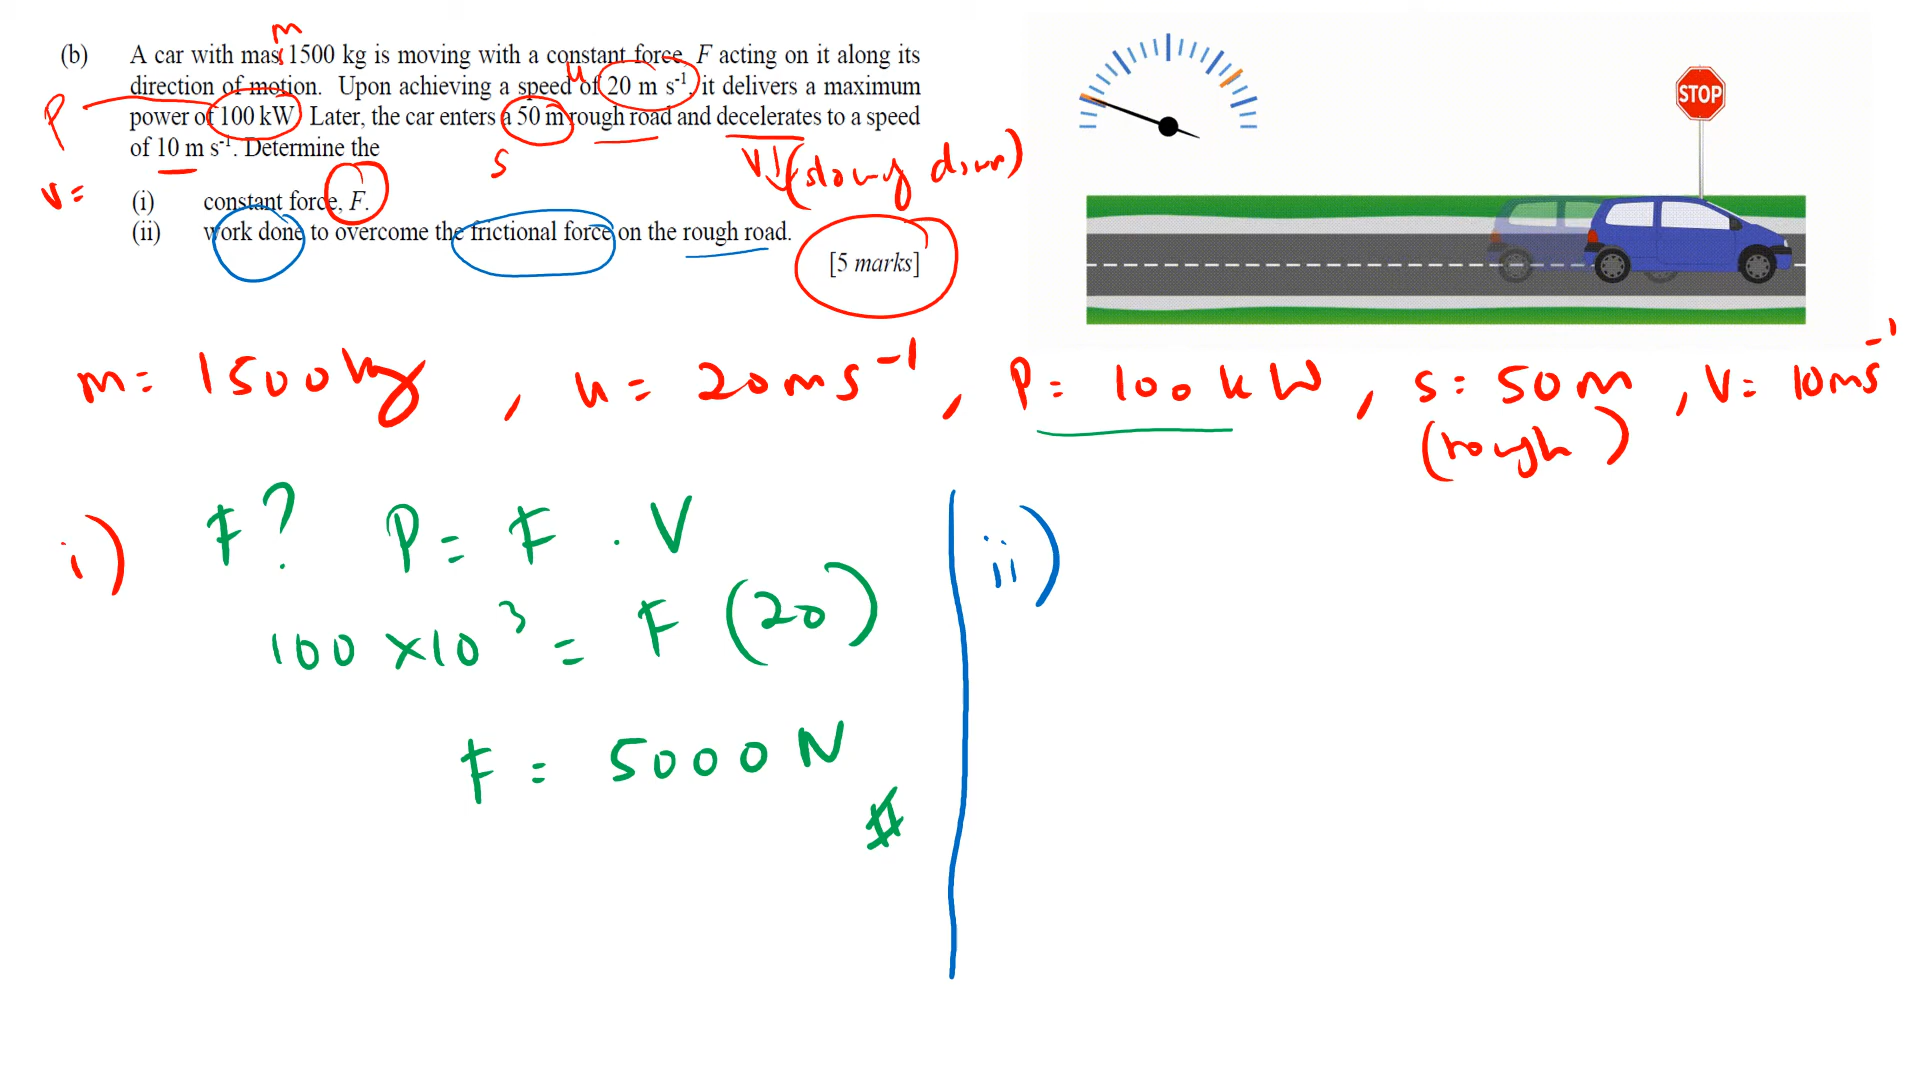 m
(b) A car with mas 1500 kg is moving with a constant force, F acting on it along its
u
direction of motion. Upon achieving a speed of 20 m s⁻¹, it delivers a maximum
P
power of 100 kW. Later, the car enters a 50 m rough road and decelerates to a speed
of 10 m s⁻¹. Determine the
s
V↓ (slowing down)
v=
(i) constant force, F.
(ii) work done to overcome the frictional force on the rough road.
[5 marks]
STOP
m = 1500 kg , u = 20 ms⁻¹ , P = 100 kW , s = 50 m , V = 10 ms⁻¹
(rough)
i) F? P = F . V
100 × 10³ = F (20)
F = 5000 N
#
ii)